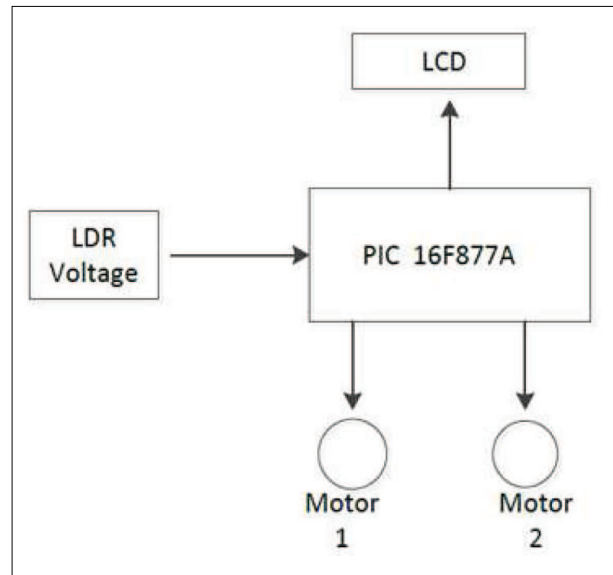 LCD
LDR
Voltage
PIC 16F877A
Motor
1
Motor
2